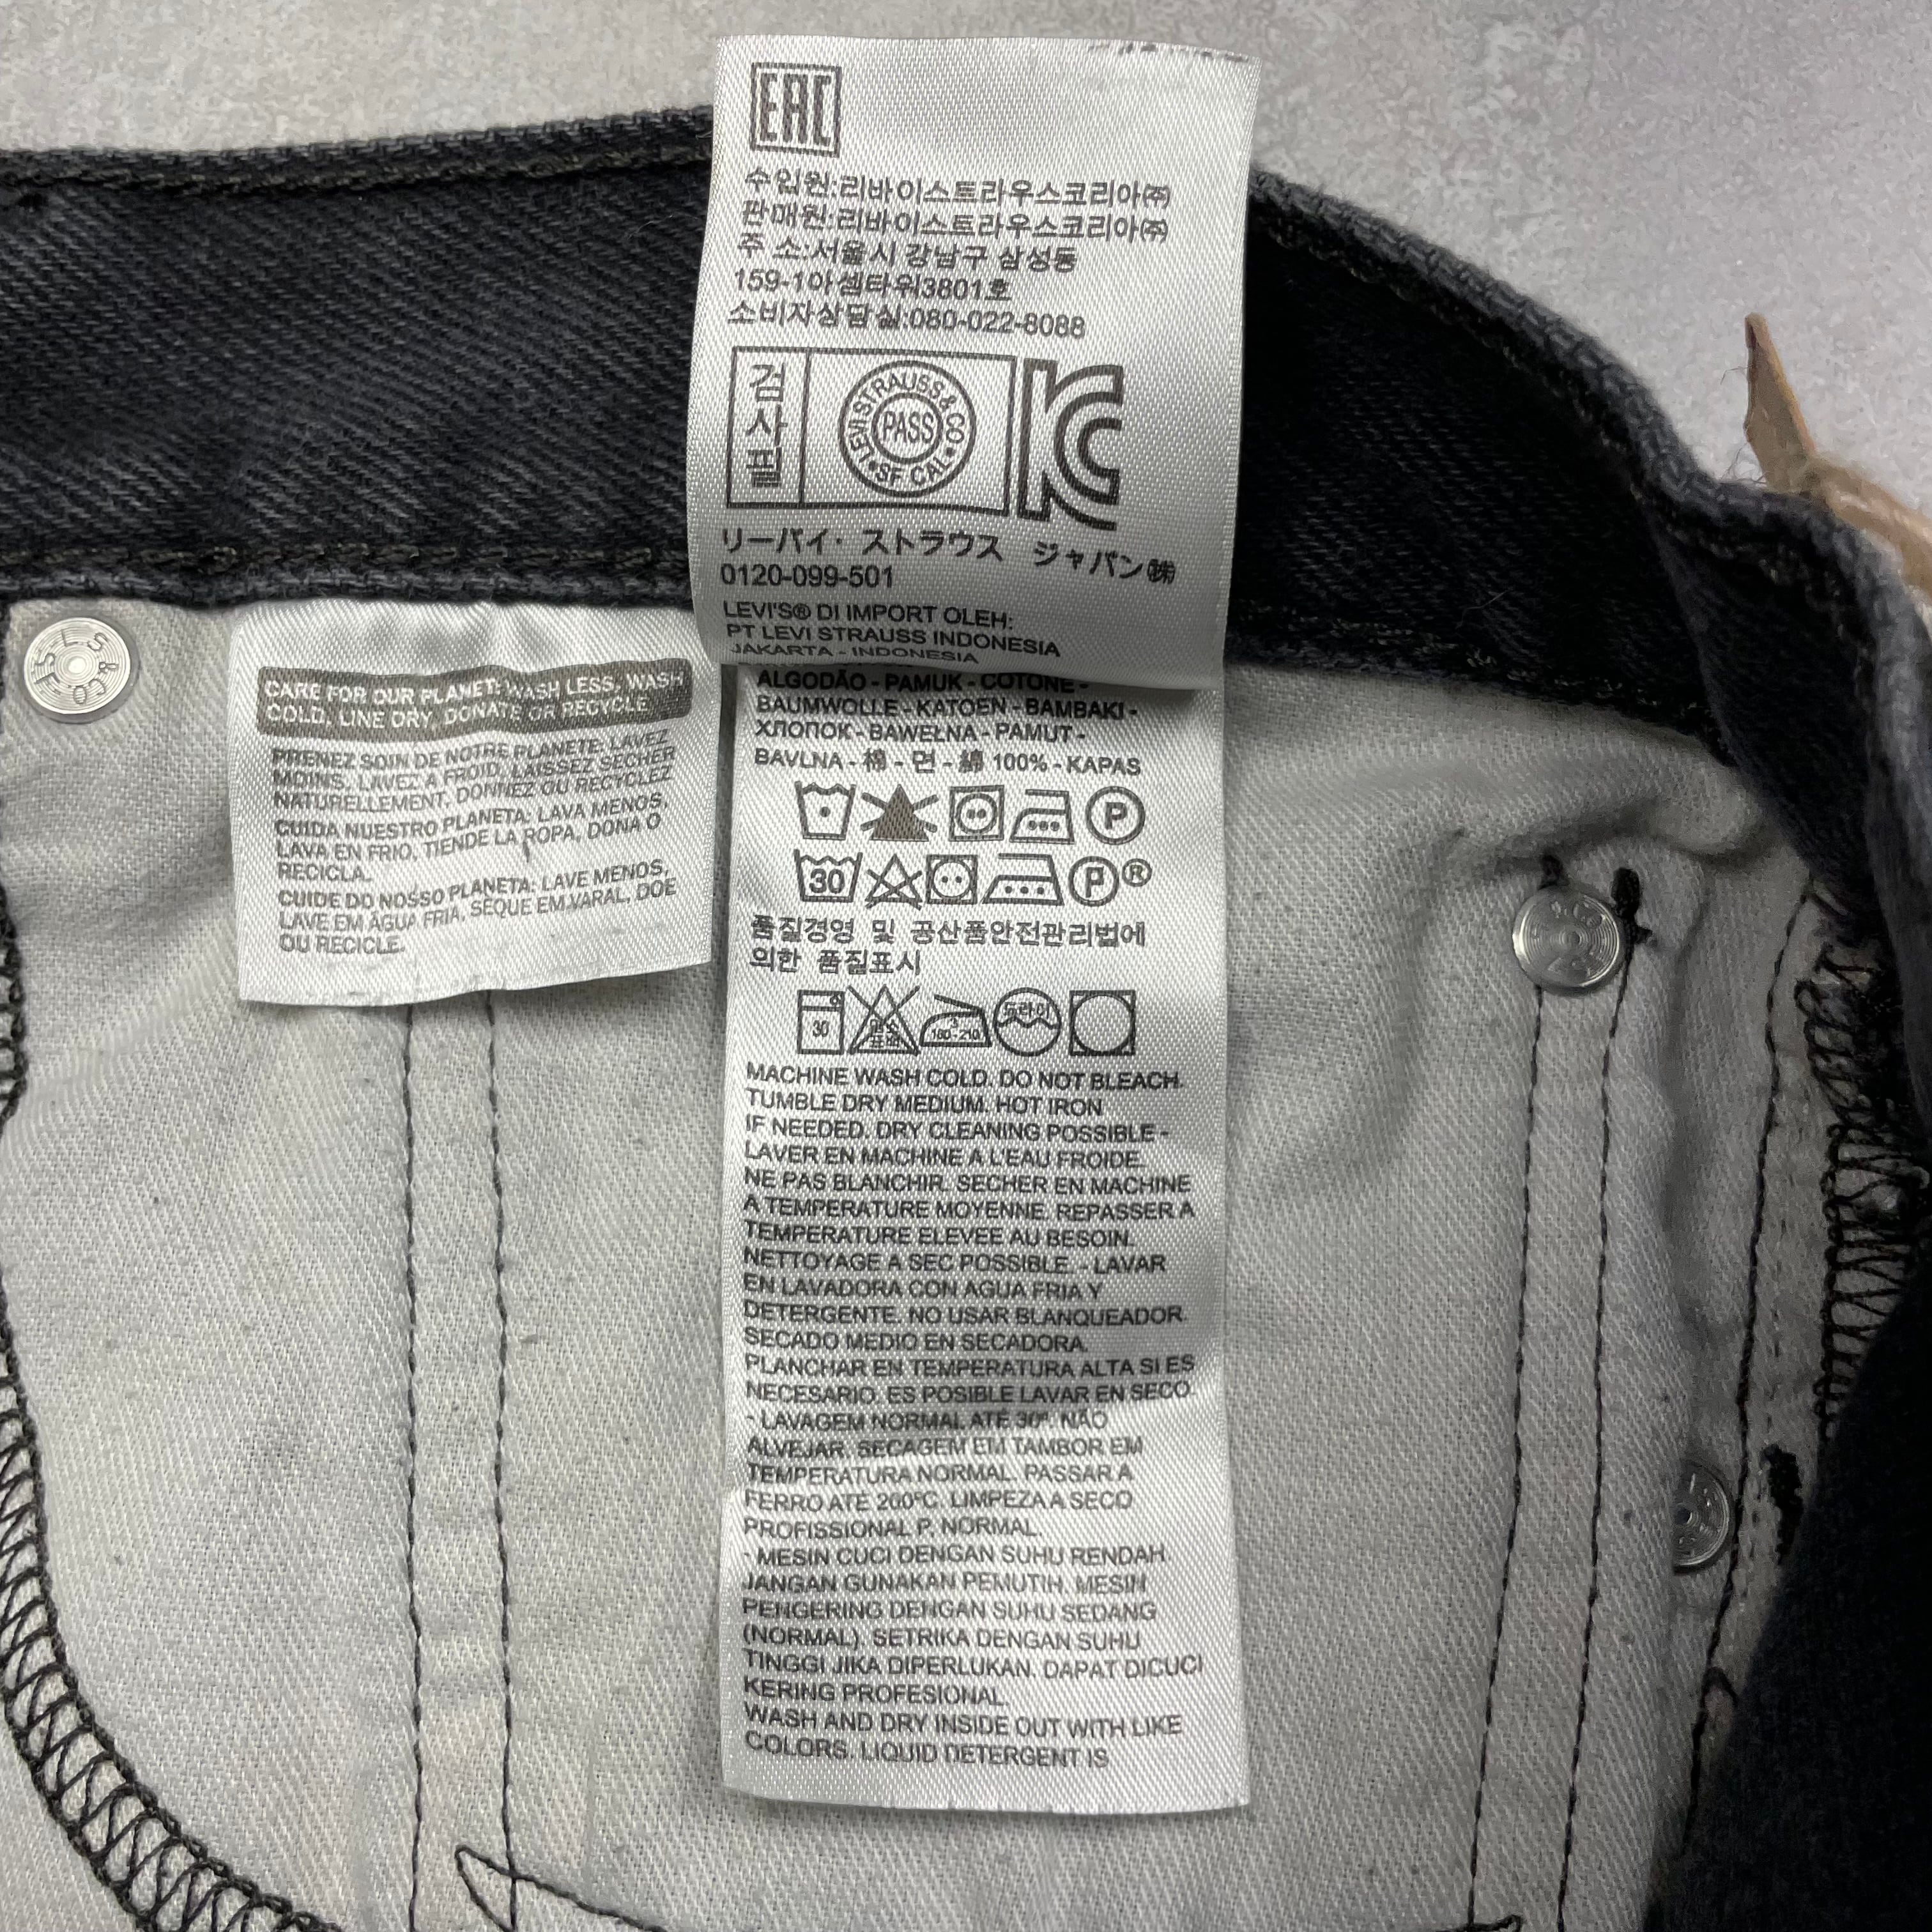 EAC
수입원:리바이스트라우스코리아㈜
판매원:리바이스트라우스코리아㈜
주 소:서울시 강남구 삼성동
159-1아셈타워3801호
소비자상담실:080-022-8088
검사필
LEVI STRAUSS & CO
PASS
SF CAL
リーバイ・ストラウス ジャパン㈱
0120-099-501
LEVI'S® DI IMPORT OLEH:
PT LEVI STRAUSS INDONESIA
JAKARTA - INDONESIA
LS&CO
CARE FOR OUR PLANET: WASH LESS, WASH
COLD, LINE DRY, DONATE OR RECYCLE
PRENEZ SOIN DE NOTRE PLANETE: LAVEZ
MOINS, LAVEZ A FROID, LAISSEZ SECHER
NATURELLEMENT, DONNEZ OU RECYCLEZ
CUIDA NUESTRO PLANETA: LAVA MENOS,
LAVA EN FRIO, TIENDE LA ROPA, DONA O
RECICLA.
CUIDE DO NOSSO PLANETA: LAVE MENOS,
LAVE EM ÁGUA FRIA, SEQUE EM VARAL, DOE
OU RECICLE.
ALGODÃO - PAMUK - COTONE -
BAUMWOLLE - KATOEN - BAMBAKI -
ХЛОПОК - BAWEŁNA - PAMUT -
BAVLNA - 棉 - 면 - 綿 100% - KAPAS
P
30 P ®
품질경영 및 공산품안전관리법에
의한 품질표시
30 염소표백 3 180-210 드라이
MACHINE WASH COLD. DO NOT BLEACH.
TUMBLE DRY MEDIUM. HOT IRON
IF NEEDED. DRY CLEANING POSSIBLE -
LAVER EN MACHINE A L'EAU FROIDE.
NE PAS BLANCHIR. SECHER EN MACHINE
A TEMPERATURE MOYENNE. REPASSER A
TEMPERATURE ELEVEE AU BESOIN.
NETTOYAGE A SEC POSSIBLE. - LAVAR
EN LAVADORA CON AGUA FRIA Y
DETERGENTE. NO USAR BLANQUEADOR.
SECADO MEDIO EN SECADORA.
PLANCHAR EN TEMPERATURA ALTA SI ES
NECESARIO. ES POSIBLE LAVAR EN SECO.
- LAVAGEM NORMAL ATÉ 30º. NÃO
ALVEJAR. SECAGEM EM TAMBOR EM
TEMPERATURA NORMAL. PASSAR A
FERRO ATÉ 200ºC. LIMPEZA A SECO
PROFISSIONAL P, NORMAL.
- MESIN CUCI DENGAN SUHU RENDAH.
JANGAN GUNAKAN PEMUTIH. MESIN
PENGERING DENGAN SUHU SEDANG
(NORMAL). SETRIKA DENGAN SUHU
TINGGI JIKA DIPERLUKAN. DAPAT DICUCI
KERING PROFESIONAL.
WASH AND DRY INSIDE OUT WITH LIKE
COLORS. LIQUID DETERGENT IS